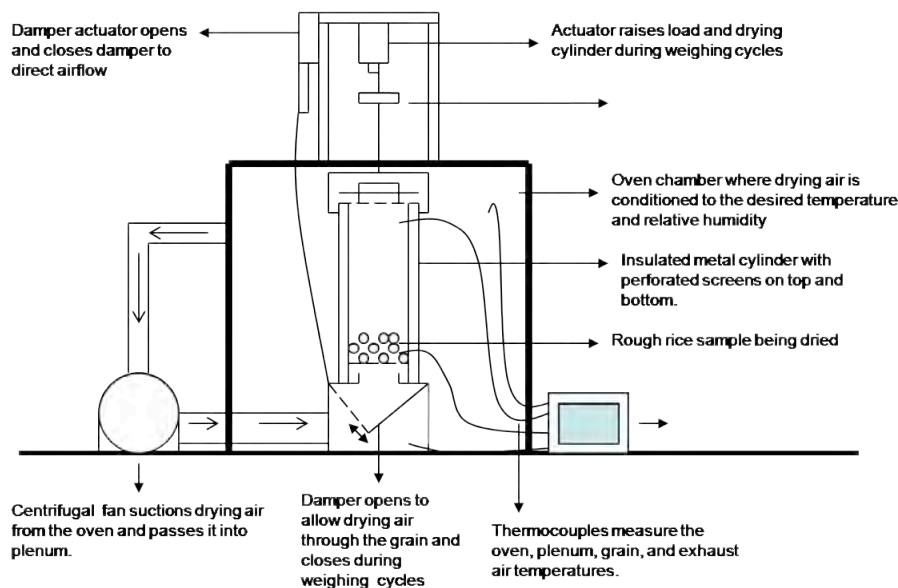 Damper actuator opens
and closes damper to
direct airflow
Actuator raises load and drying
cylinder during weighing cycles
Oven chamber where drying air is
conditioned to the desired temperature
and relative humidity
Insulated metal cylinder with
perforated screens on top and
bottom.
Rough rice sample being dried
Centrifugal fan suctions drying air
from the oven and passes it into
plenum.
Damper opens to
allow drying air
through the grain and
closes during
weighing cycles
Thermocouples measure the
oven, plenum, grain, and exhaust
air temperatures.